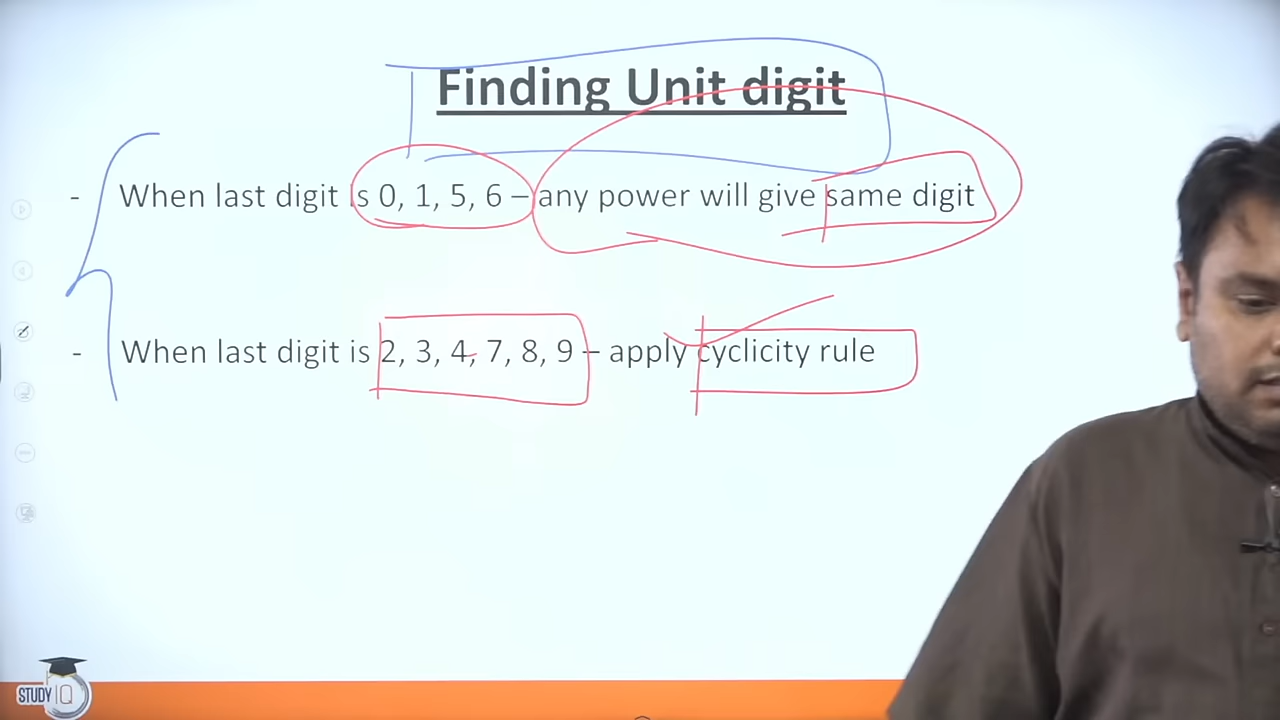 Finding Unit digit
- When last digit is 0, 1, 5, 6 – any power will give same digit
- When last digit is 2, 3, 4, 7, 8, 9 – apply cyclicity rule
STUDY IQ